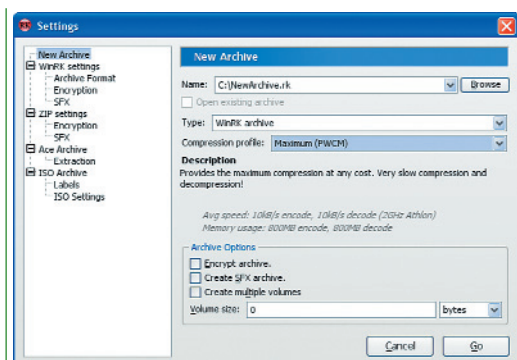 Settings
New Archive
WinRK settings
Archive Format
Encryption
SFX
ZIP settings
Encryption
SFX
Ace Archive
Extraction
ISO Archive
Labels
ISO Settings
New Archive
Name: C:\NewArchive.rk Browse
Open existing archive
Type: WinRK archive
Compression profile: Maximum (PWCM)
Description
Provides the maximum compression at any cost. Very slow compression and
decompression!
Avg speed: 10kB/s encode, 10kB/s decode (2GHz Athlon)
Memory usage: 800MB encode, 800MB decode
Archive Options
Encrypt archive.
Create SFX archive.
Create multiple volumes
Volume size: 0 bytes
Cancel Go